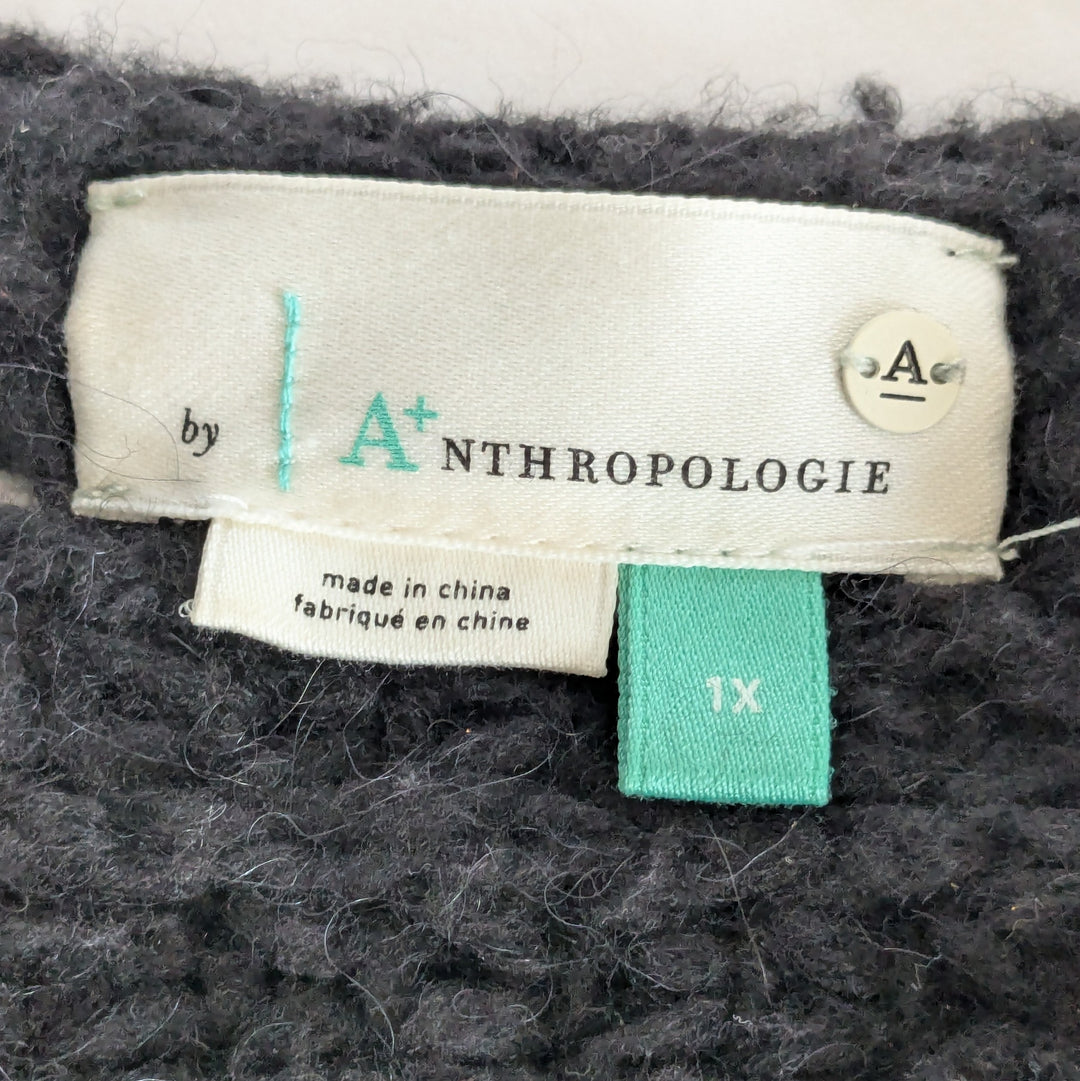 by A+NTHROPOLOGIE
A
made in china
fabriqué en chine
1X